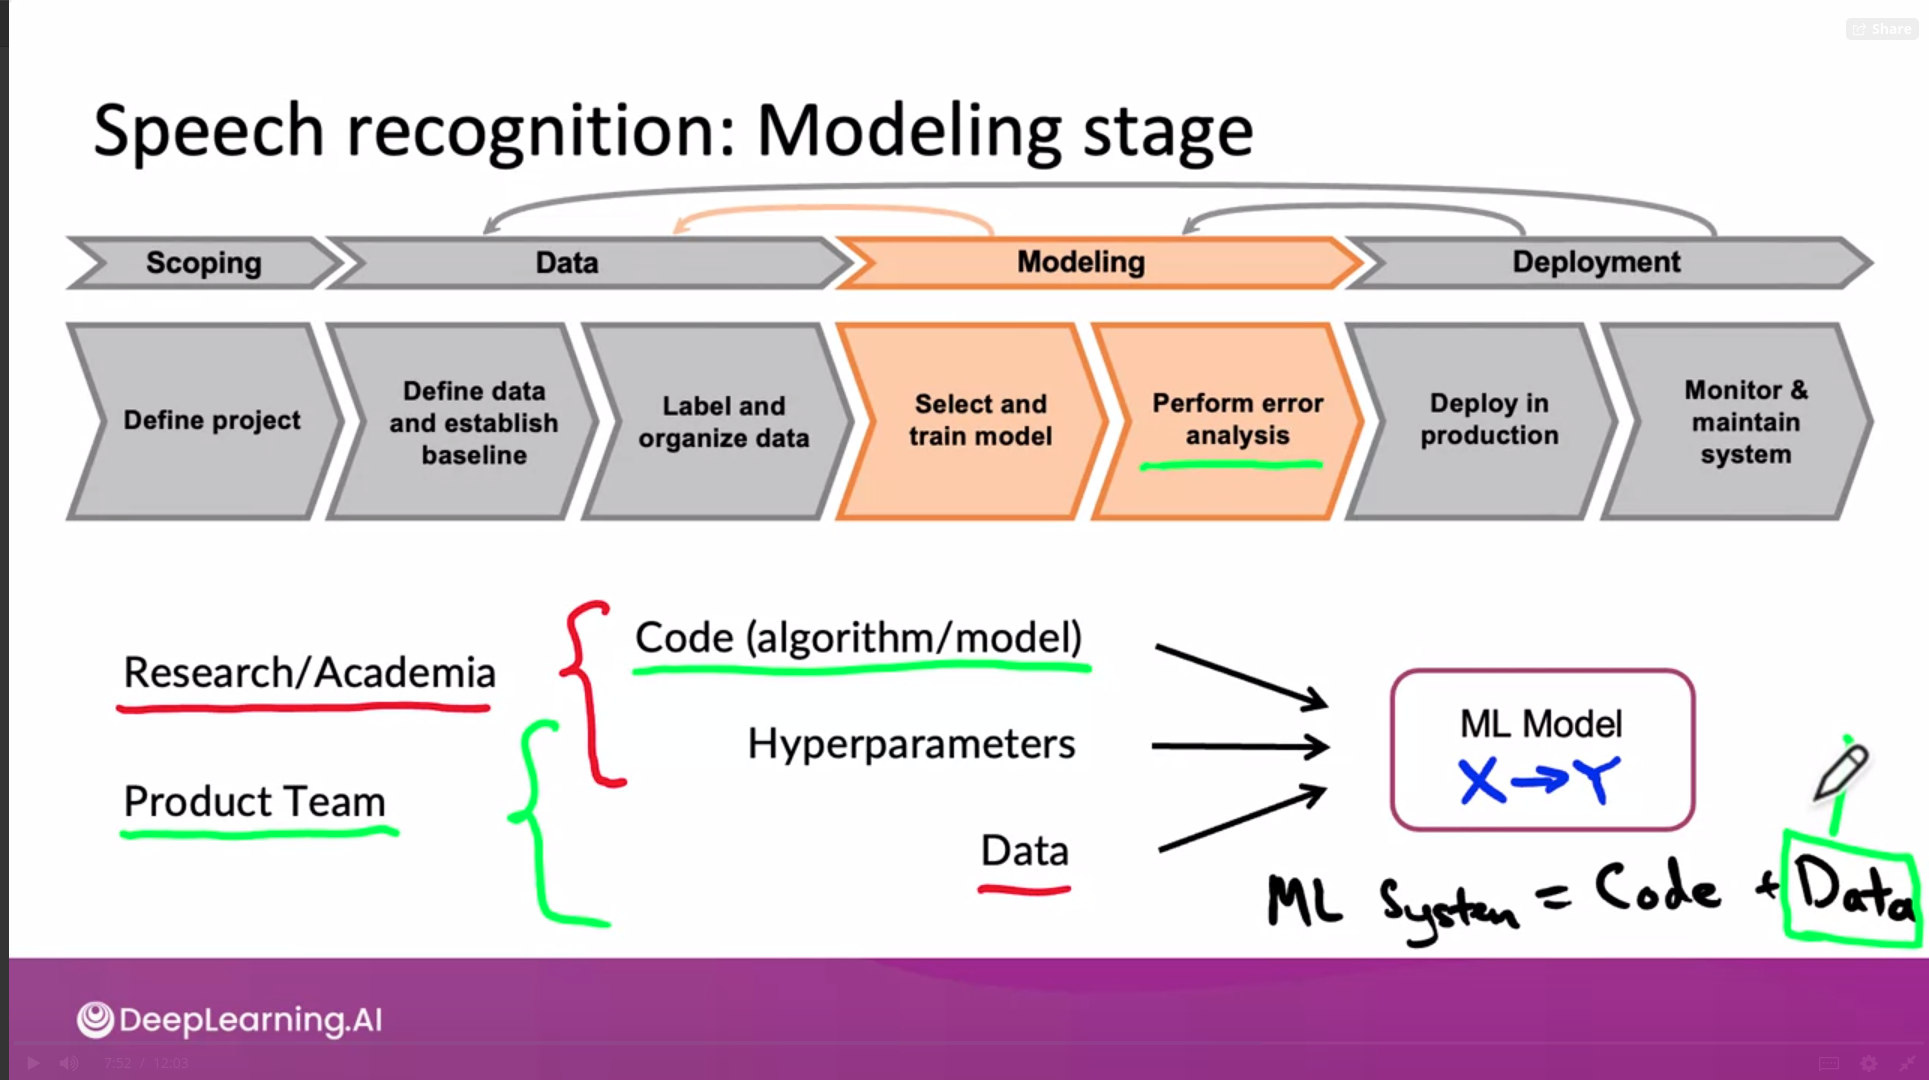 Share
Speech recognition: Modeling stage
Scoping
Data
Modeling
Deployment
Define project
Define data
and establish
baseline
Label and
organize data
Select and
train model
Perform error
analysis
Deploy in
production
Monitor &
maintain
system
Research/Academia
Product Team
Code (algorithm/model)
Hyperparameters
Data
ML Model
X → Y
ML System = Code + Data
DeepLearning.AI
7:52 / 12:03